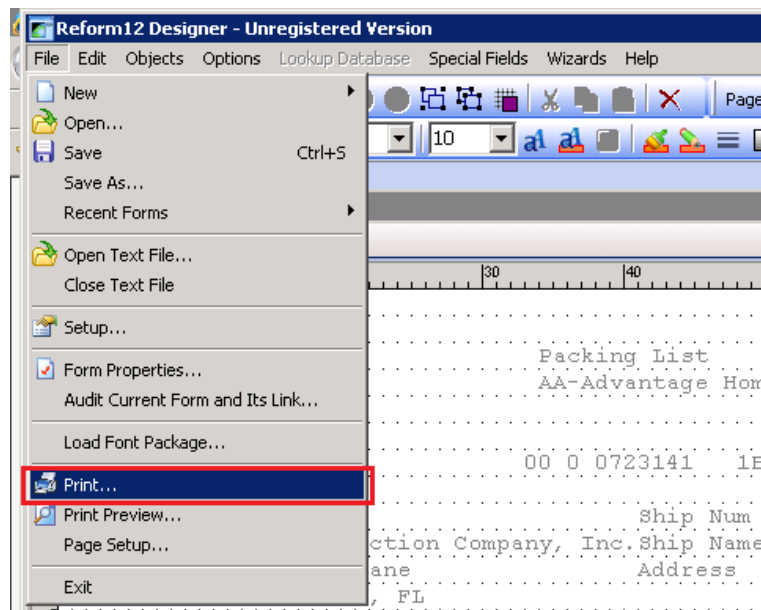 Reform12 Designer - Unregistered Version
File Edit Objects Options Lookup Database Special Fields Wizards Help
New
Page
Open...
10
Save Ctrl+S
Save As...
Recent Forms
Open Text File...
30 40
Close Text File
Setup...
Packing List
Form Properties...
AA-Advantage Hom
Audit Current Form and Its Link...
Load Font Package...
00 0 0723141
Print...
Print Preview...
Ship Num
Page Setup...
ction Company, Inc. Ship Name
ane Address
Exit
, FL